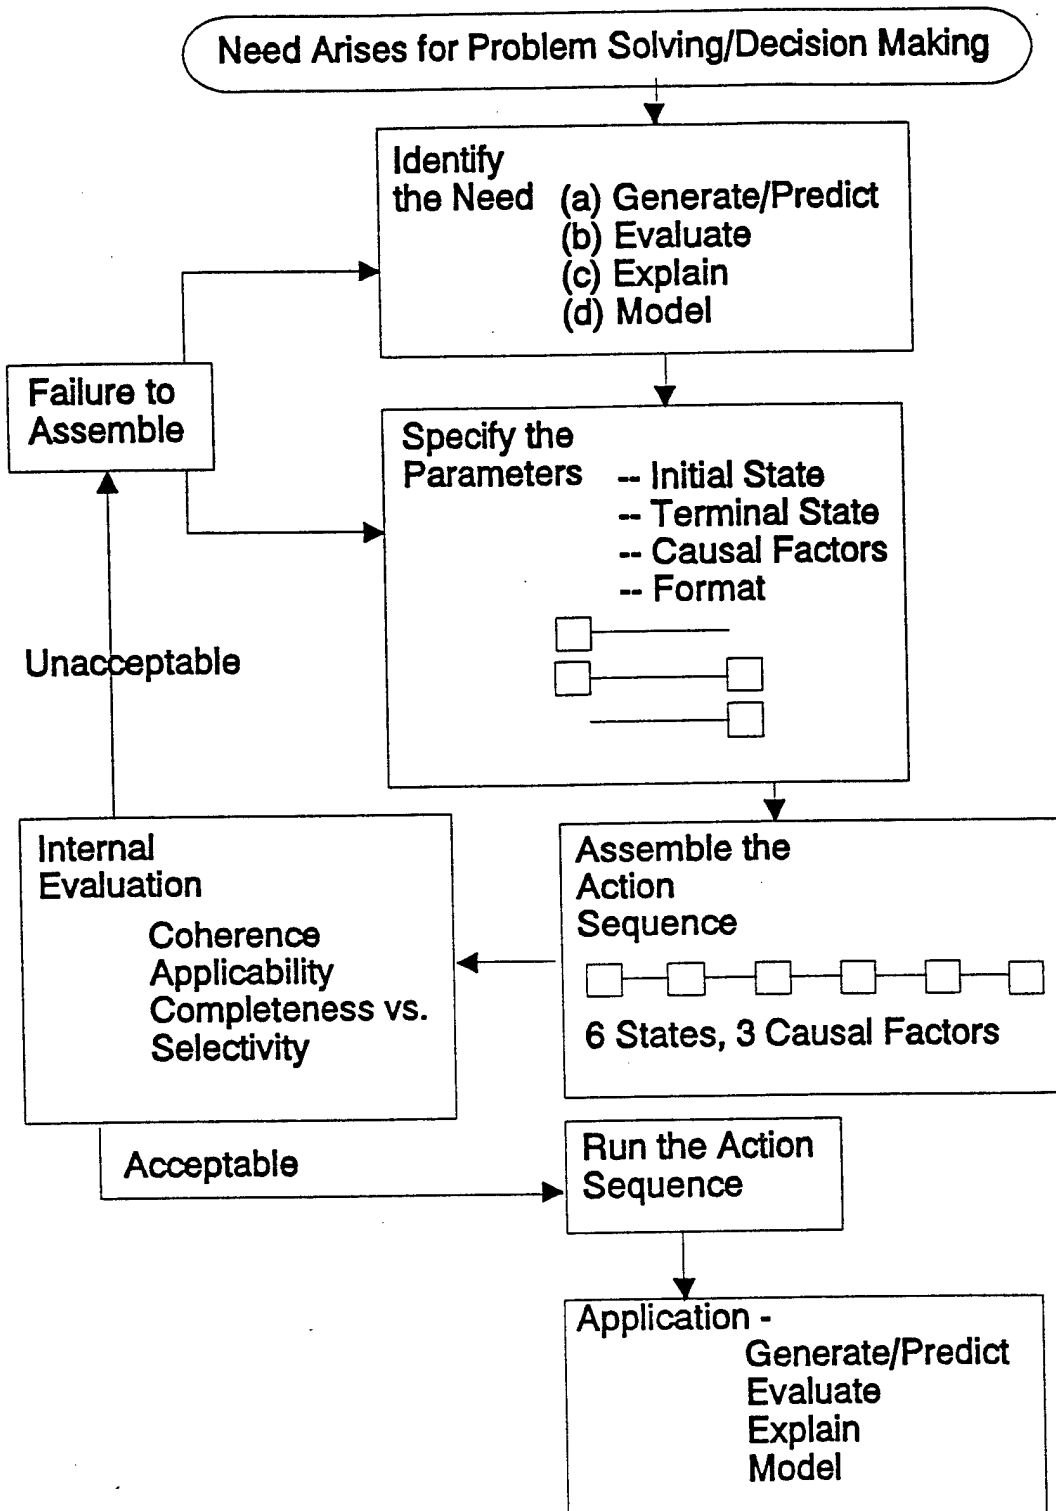 Need Arises for Problem Solving/Decision Making
Identify
the Need (a) Generate/Predict
(b) Evaluate
(c) Explain
(d) Model
Failure to
Assemble
Specify the
Parameters -- Initial State
-- Terminal State
-- Causal Factors
-- Format
Unacceptable
Internal
Evaluation
Coherence
Applicability
Completeness vs.
Selectivity
Assemble the
Action
Sequence
6 States, 3 Causal Factors
Acceptable
Run the Action
Sequence
Application -
Generate/Predict
Evaluate
Explain
Model